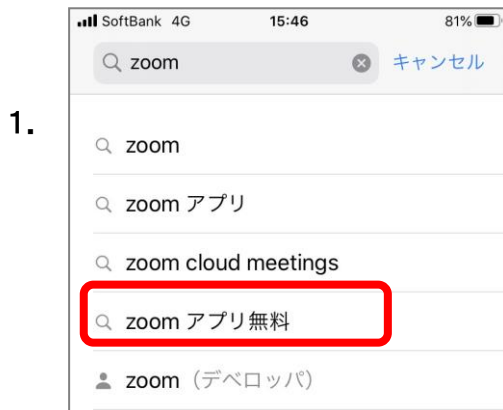 SoftBank 4G 15:46 81%
zoom キャンセル
1.
zoom
zoom アプリ
zoom cloud meetings
zoom アプリ無料
zoom（デベロッパ）